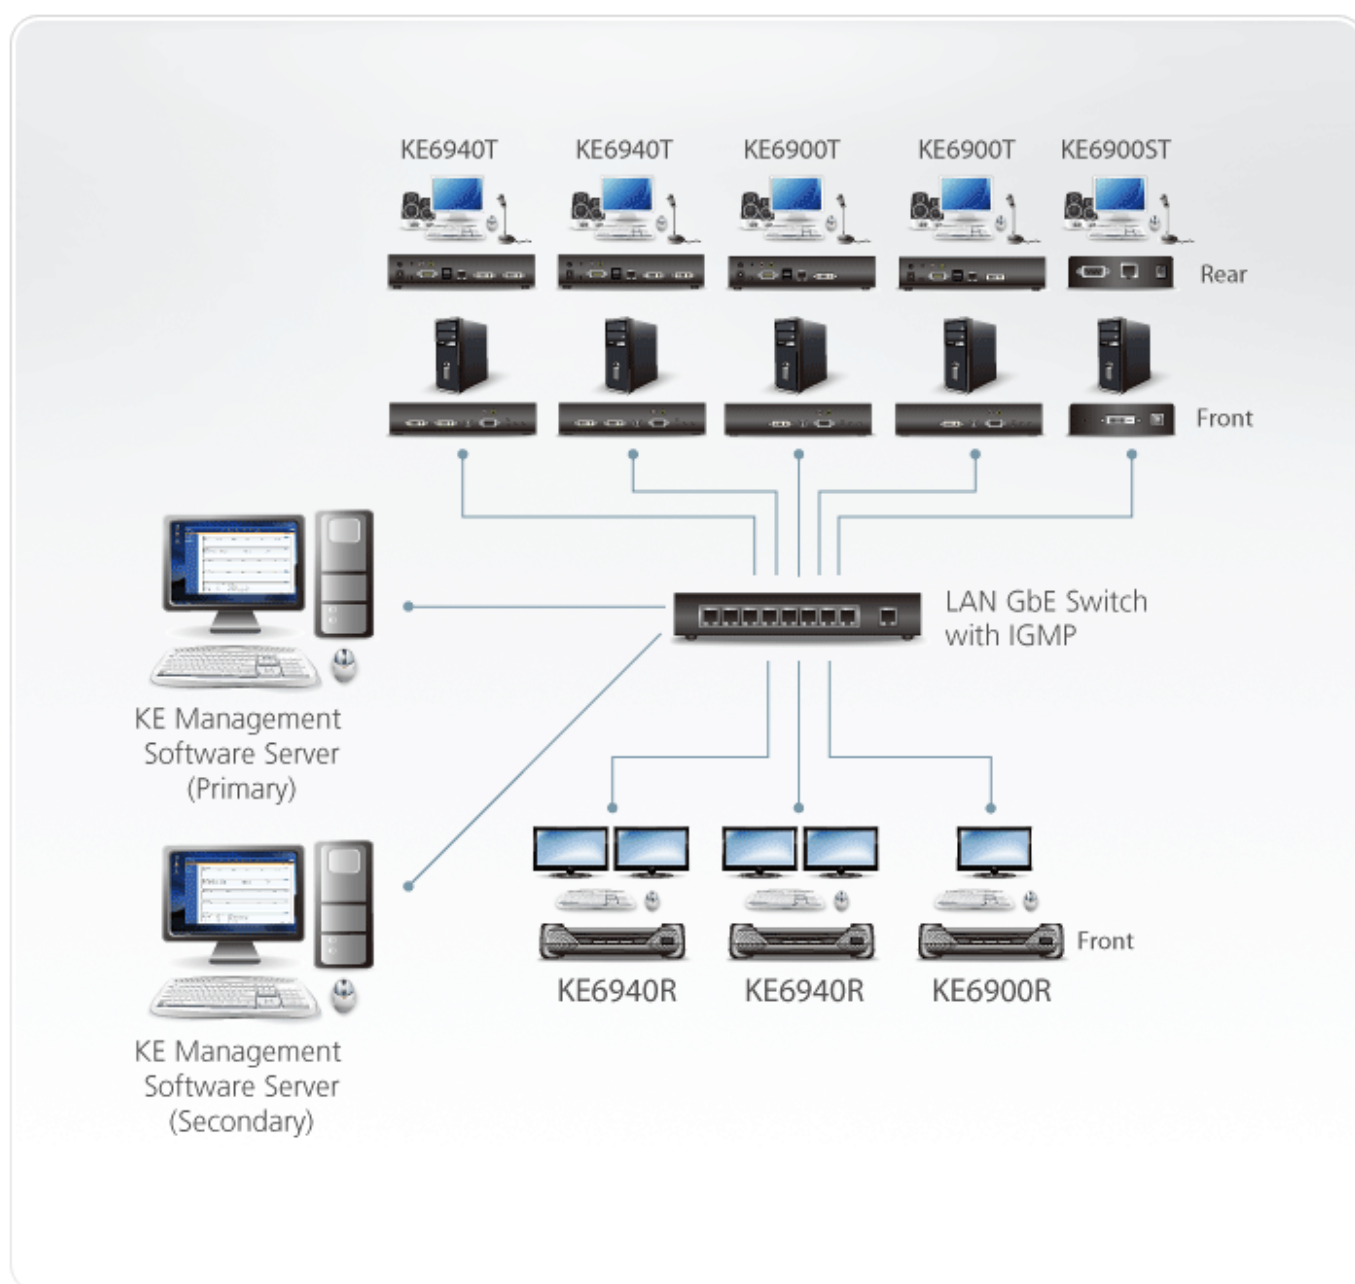 KE6940T KE6940T KE6900T KE6900T KE6900ST
Rear
Front
LAN GbE Switch
with IGMP
KE Management
Software Server
(Primary)
Front
KE6940R KE6940R KE6900R
KE Management
Software Server
(Secondary)